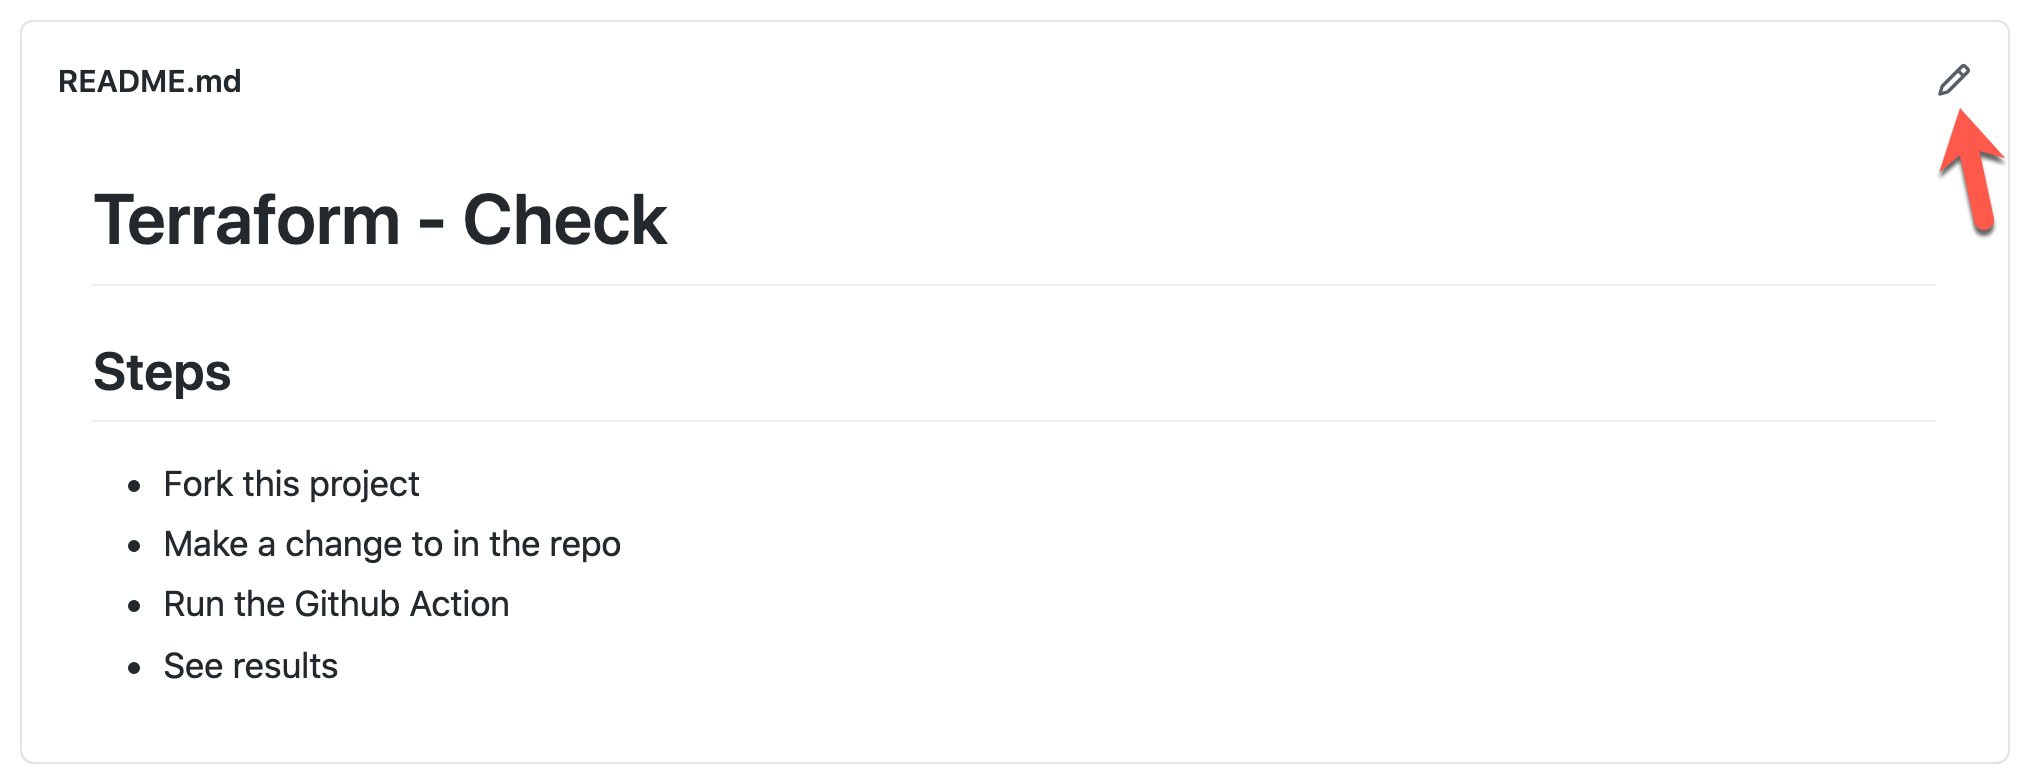 README.md
Terraform - Check
Steps
Fork this project
Make a change to in the repo
Run the Github Action
See results